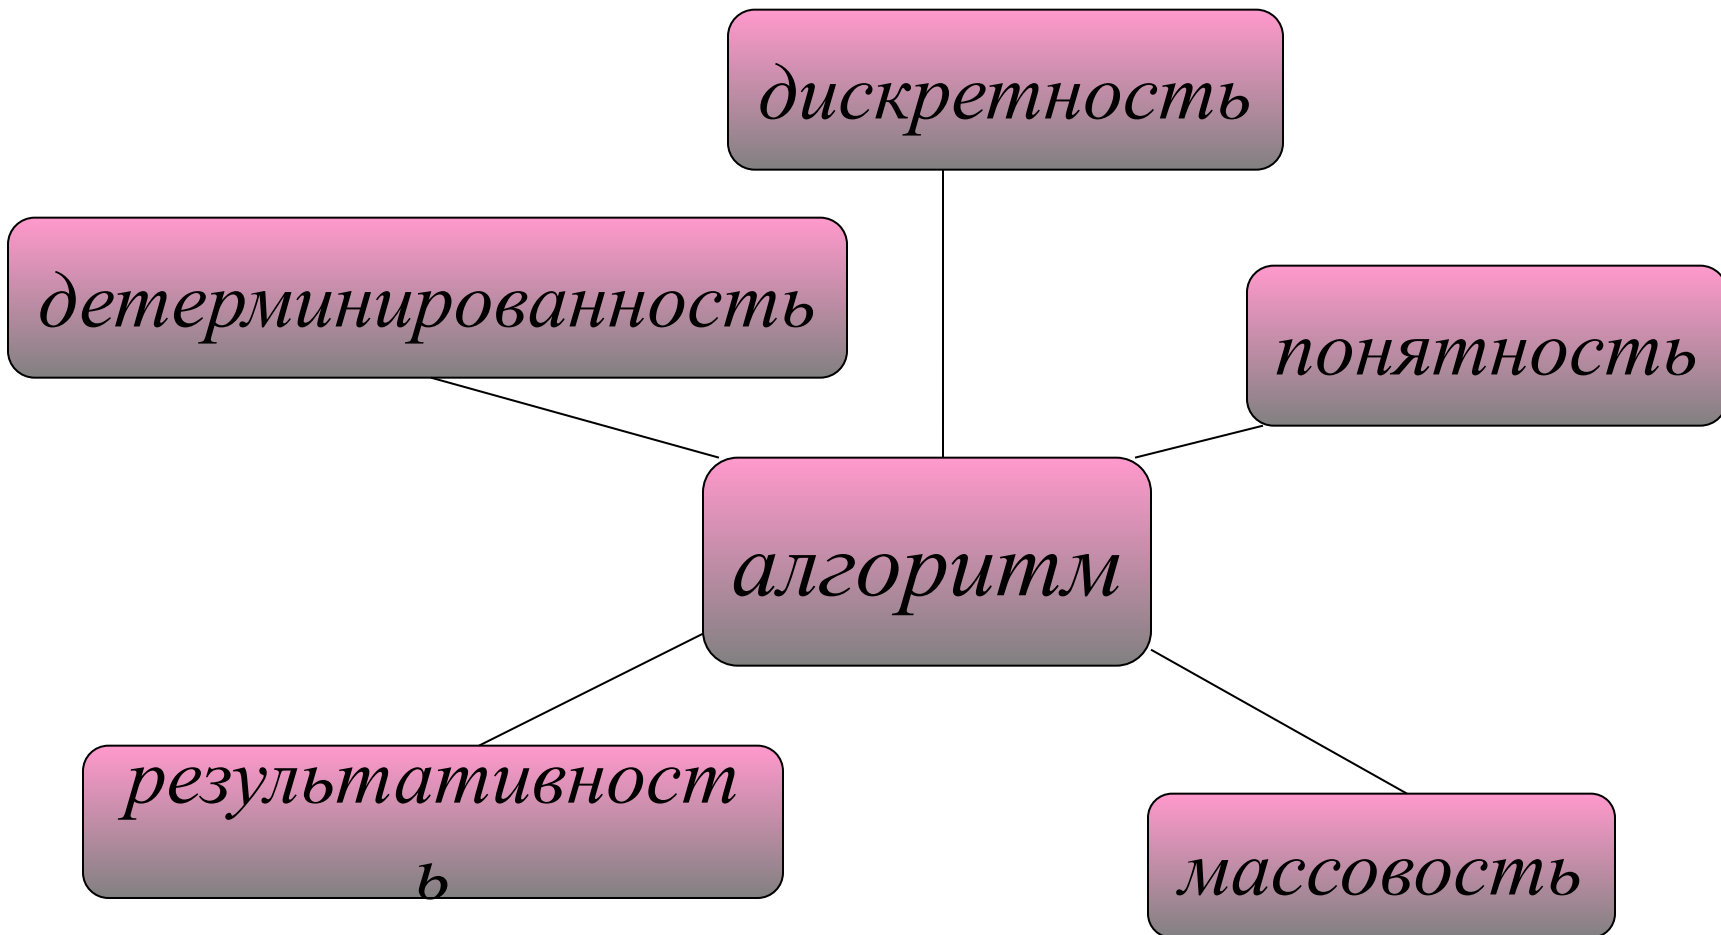 дискретность
детерминированность
понятность
алгоритм
результативност
ь
массовость